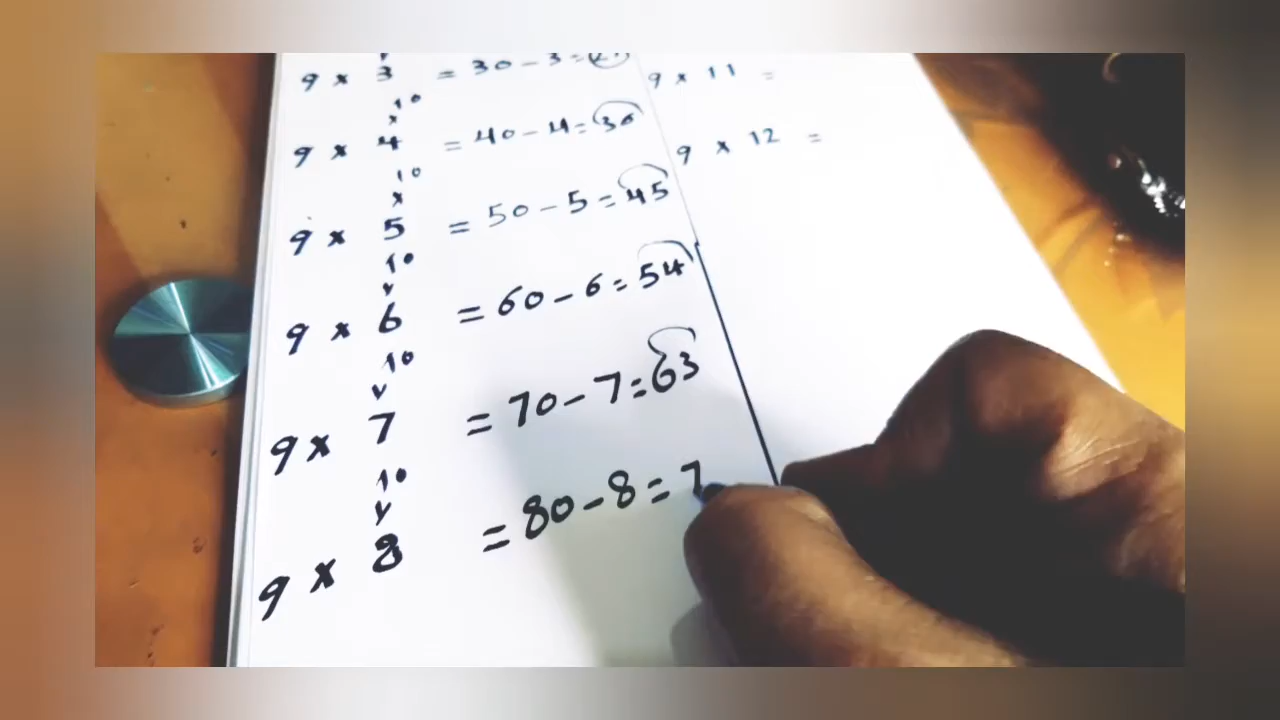 9 × 3 = 30 - 3 = 27
10
×
9 × 4 = 40 - 4 = 36
10
×
9 × 5 = 50 - 5 = 45
10
×
9 × 6 = 60 - 6 = 54
10
×
9 × 7 = 70 - 7 = 63
10
×
9 × 8 = 80 - 8 = 7
9 × 11 =
9 × 12 =